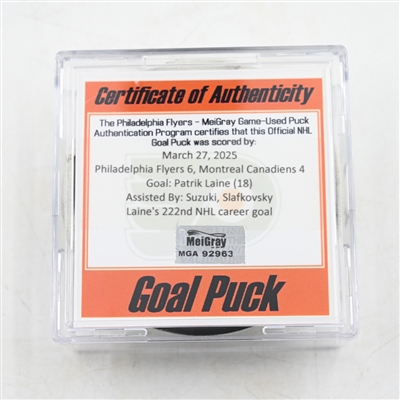 Certificate of Authenticity
The Philadelphia Flyers - MeiGray Game-Used Puck
Authentication Program certifies that this Official NHL
Goal Puck was scored by:
March 27, 2025
Philadelphia Flyers 6, Montreal Canadiens 4
Goal: Patrik Laine (18)
Assisted By: Suzuki, Slafkovsky
Laine's 222nd NHL career goal
MeiGray
MGA 92963
Goal Puck